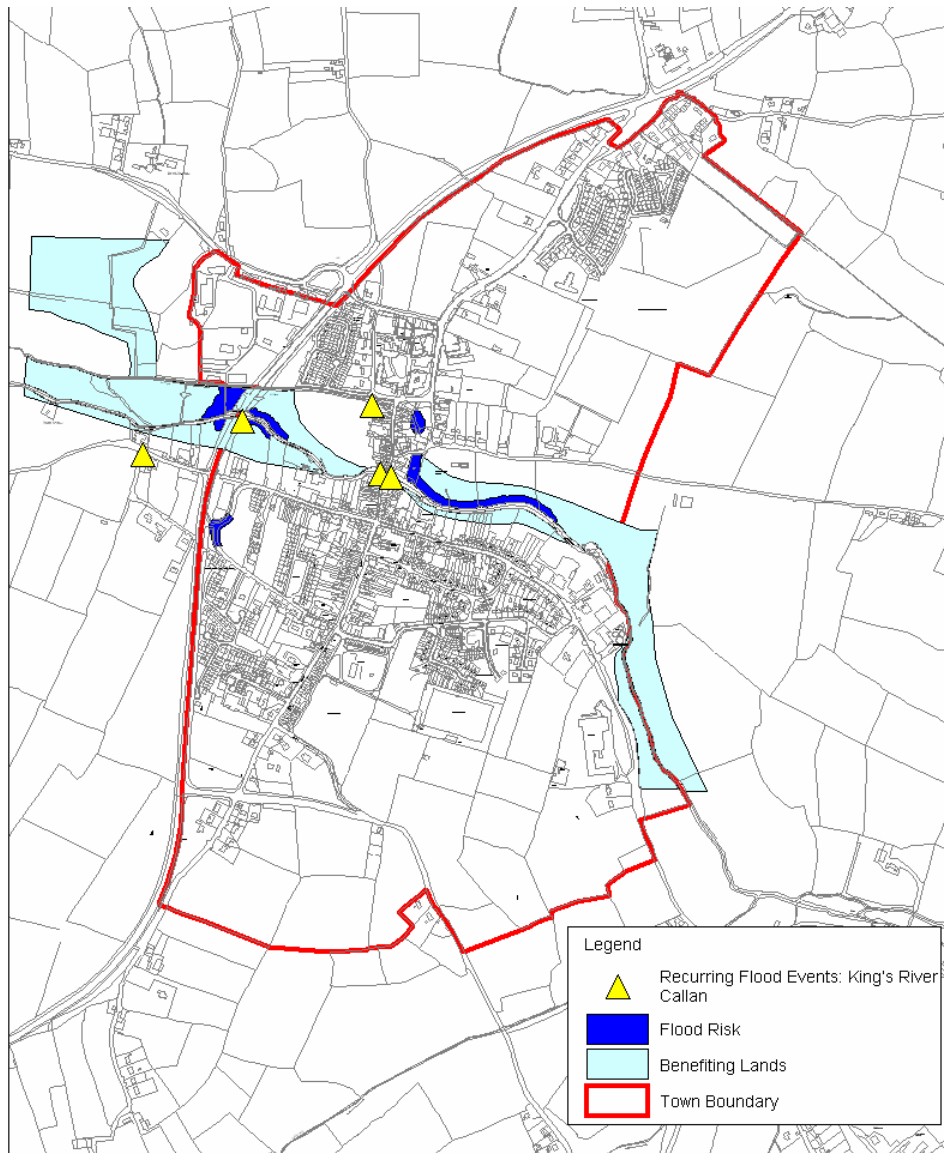 Legend
Recurring Flood Events: King's River
Callan
Flood Risk
Benefiting Lands
Town Boundary